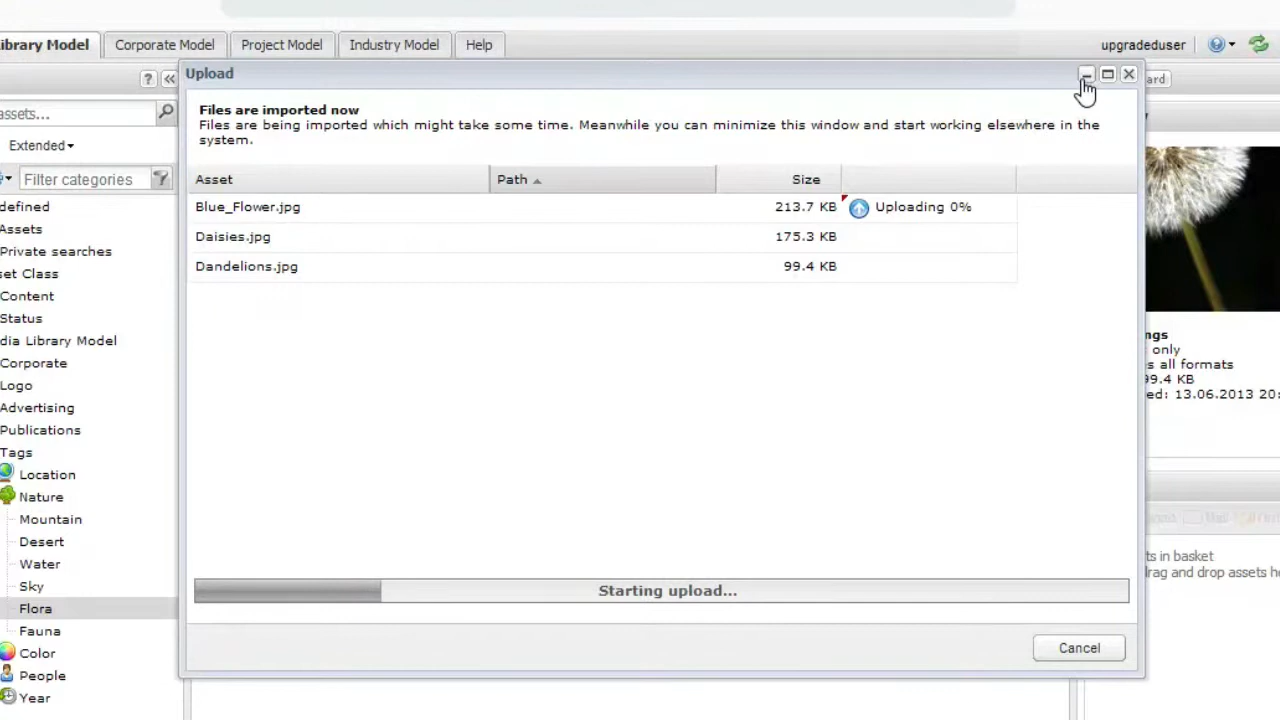 ibrary Model Corporate Model Project Model Industry Model Help upgradeduser
Upload
ard
assets...
Files are imported now
Files are being imported which might take some time. Meanwhile you can minimize this window and start working elsewhere in the
system.
Extended
Filter categories
Asset Path Size
Blue_Flower.jpg 213.7 KB Uploading 0%
Daisies.jpg 175.3 KB
Dandelions.jpg 99.4 KB
defined
Assets
Private searches
set Class
Content
Status
dia Library Model
Corporate
Logo
Advertising
Publications
Tags
Location
Nature
Mountain
Desert
Water
Sky
Flora
Fauna
Color
People
Year
ngs
only
s all formats
99.4 KB
ed: 13.06.2013 20:
ts in basket
drag and drop assets he
Starting upload...
Cancel